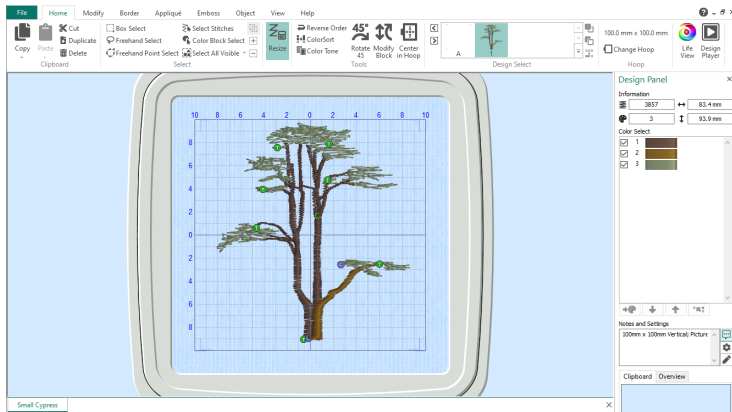 File Home Modify Border Appliqué Emboss Object View Help
Copy
Paste
Cut
Duplicate
Delete
Clipboard
Box Select
Freehand Select
Freehand Point Select
Select Stitches
Color Block Select
Select All Visible
Select
Resize
Reverse Order
ColorSort
Color Tone
45°
Rotate 45
Modify Block
Center in Hoop
Tools
A
1
Design Select
100.0 mm x 100.0 mm
Change Hoop
Hoop
Life View
Design Player
10 8 6 4 2 0 2 4 6 8 10
8
6
4
2
0
2
4
6
8
Design Panel
Information
3857 83.4 mm
3 93.9 mm
Color Select
1
2
3
Notes and Settings
100mm x 100mm Vertical; Picture
Clipboard Overview
Small Cypress